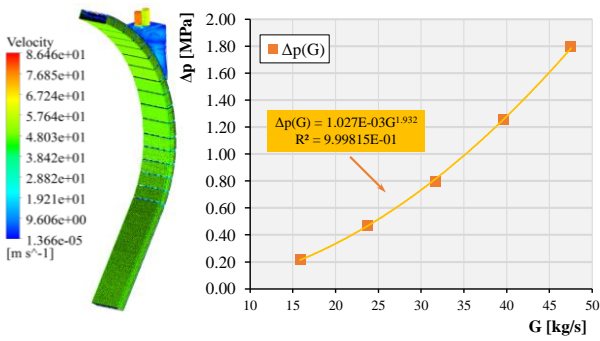 Velocity
8.646e+01
7.685e+01
6.724e+01
5.764e+01
4.803e+01
3.842e+01
2.882e+01
1.921e+01
9.606e+00
1.366e-05
[m s^-1]
Δp [MPa]
2.00
1.80
1.60
1.40
1.20
1.00
0.80
0.60
0.40
0.20
0.00
Δp(G)
Δp(G) = 1.027E-03G^1.932
R² = 9.99815E-01
10 15 20 25 30 35 40 45 50
G [kg/s]